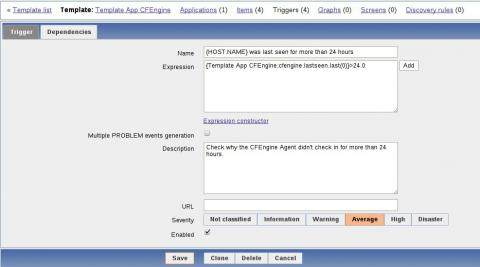 « Template list Template: Template App CFEngine Applications (1) Items (4) Triggers (4) Graphs (0) Screens (0) Discovery rules (0)
Trigger Dependencies
Name {HOST.NAME} was last seen for more than 24 hours
Expression {Template App CFEngine:cfengine.lastseen.last(0)}>24.0 Add
Expression constructor
Multiple PROBLEM events generation
Description Check why the CFEngine Agent didn't check in for more than 24
hours.
URL
Severity Not classified Information Warning Average High Disaster
Enabled
Save Clone Delete Cancel